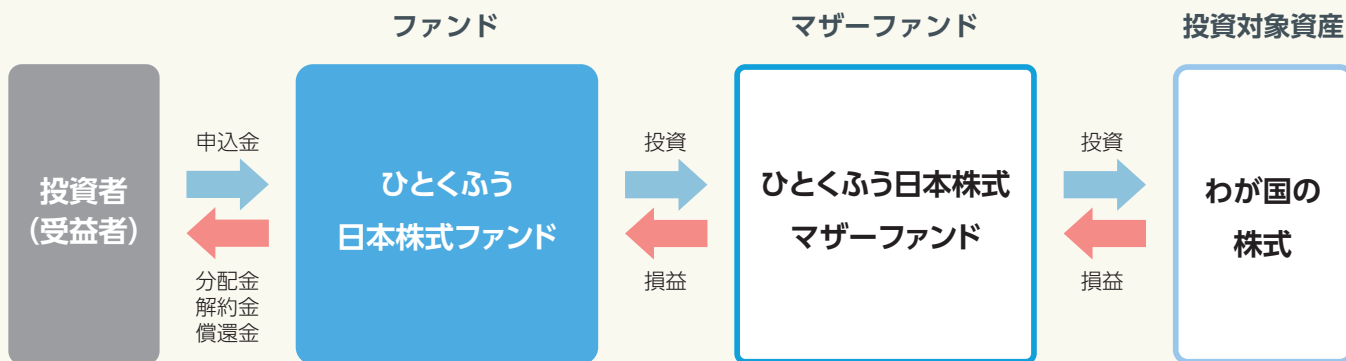 ファンド
マザーファンド
投資対象資産
投資者
（受益者）
申込金
分配金
解約金
償還金
ひとくふう
日本株式ファンド
投資
損益
ひとくふう日本株式
マザーファンド
投資
損益
わが国の
株式